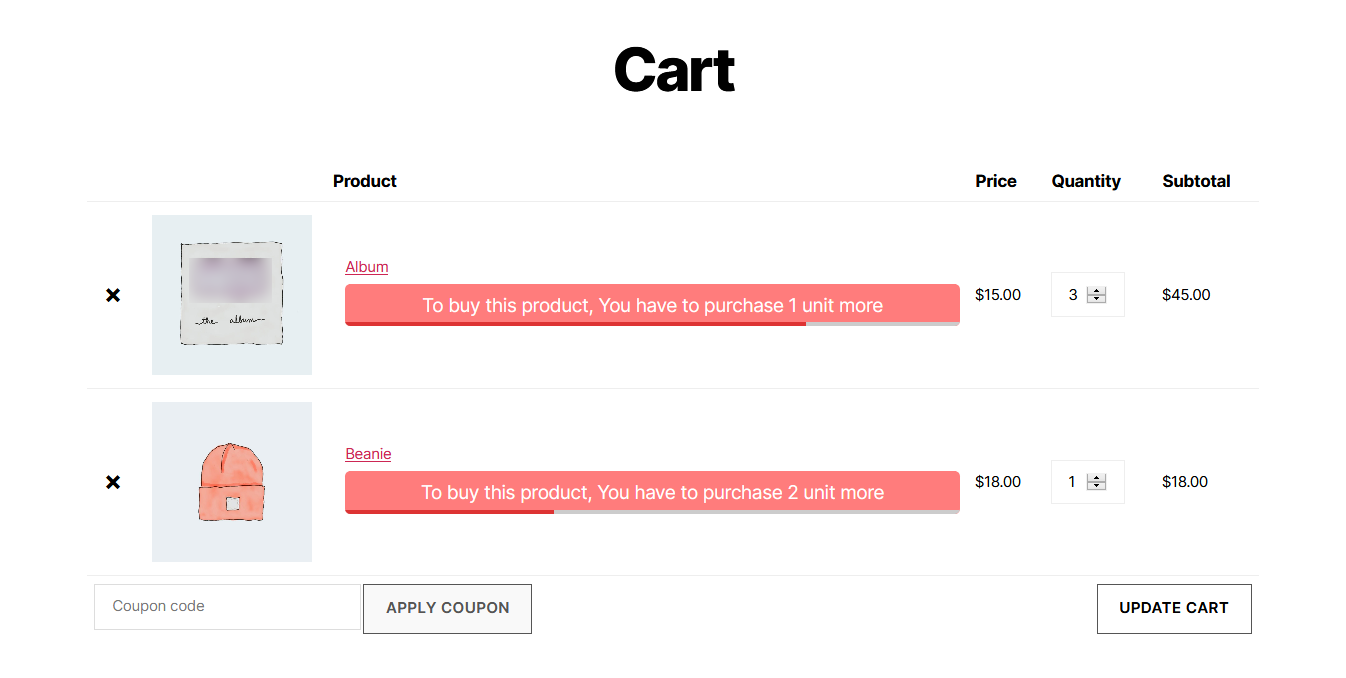 Cart
Product Price Quantity Subtotal
the album
Album
To buy this product, You have to purchase 1 unit more
$15.00 3 $45.00
Beanie
To buy this product, You have to purchase 2 unit more
$18.00 1 $18.00
Coupon code APPLY COUPON UPDATE CART